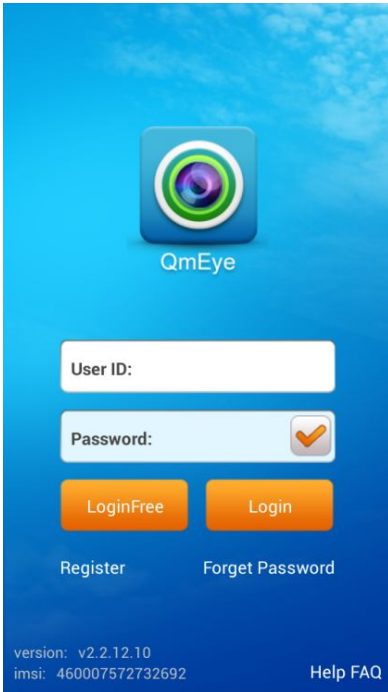 QmEye
User ID:
Password:
LoginFree Login
Register Forget Password
version: v2.2.12.10
imsi: 460007572732692 Help FAQ